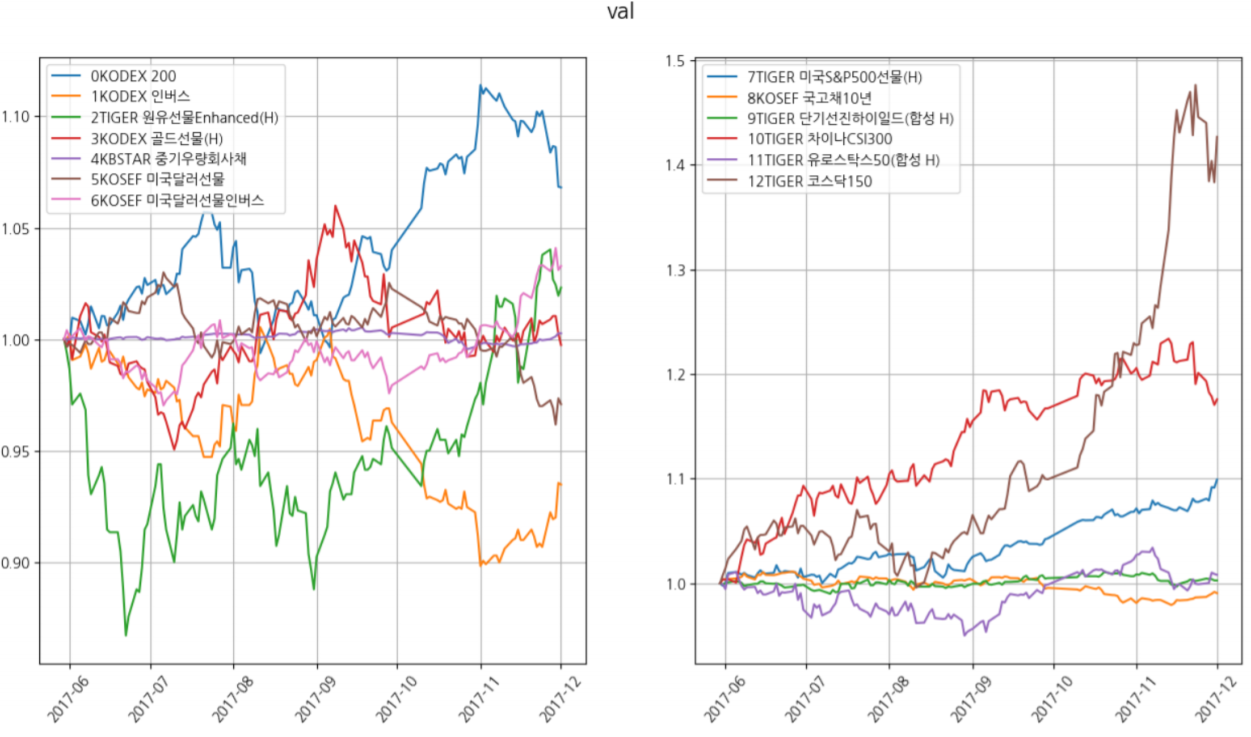 val
1.10
1.05
1.00
0.95
0.90
0KODEX 200
1KODEX 인버스
2TIGER 원유선물Enhanced(H)
3KODEX 골드선물(H)
4KBSTAR 중기우량회사채
5KOSEF 미국달러선물
6KOSEF 미국달러선물인버스
2017-06
2017-07
2017-08
2017-09
2017-10
2017-11
2017-12
1.5
1.4
1.3
1.2
1.1
1.0
7TIGER 미국S&P500선물(H)
8KOSEF 국고채10년
9TIGER 단기선진하이일드(합성 H)
10TIGER 차이나CSI300
11TIGER 유로스탁스50(합성 H)
12TIGER 코스닥150
2017-06
2017-07
2017-08
2017-09
2017-10
2017-11
2017-12